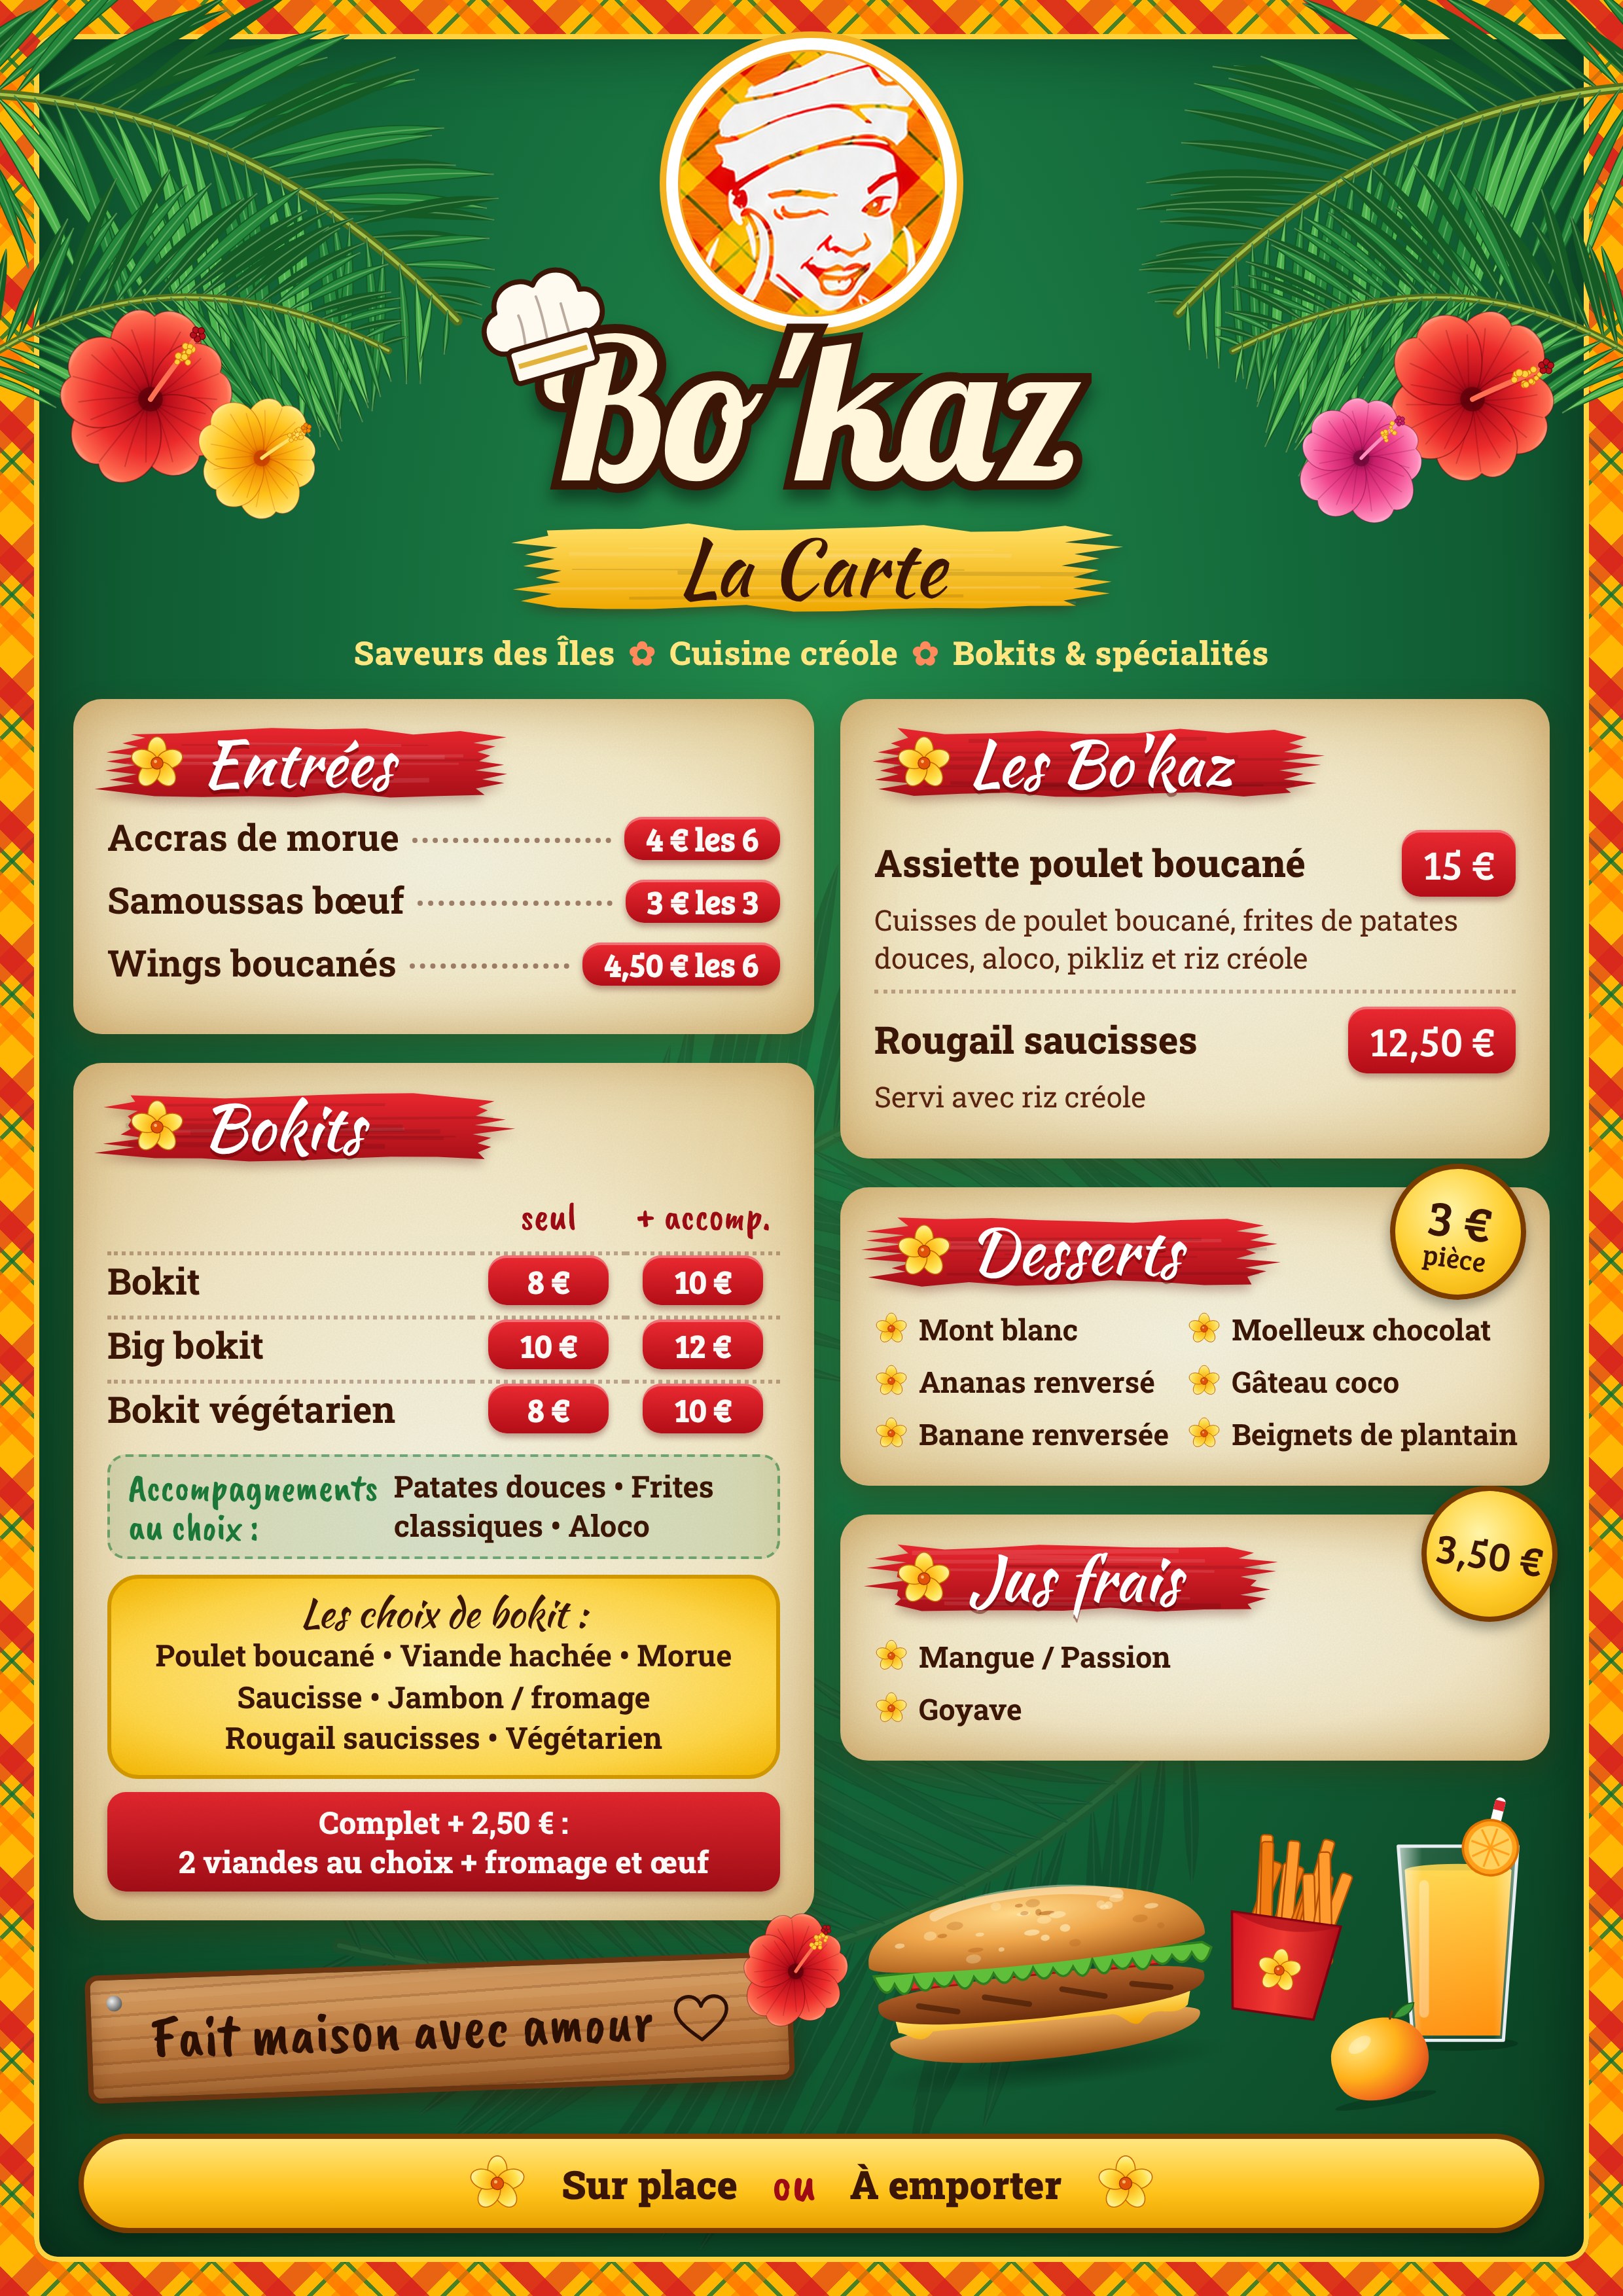 Bo'kaz
La Carte
Saveurs des Îles ✿ Cuisine créole ✿ Bokits & spécialités
Entrées
Accras de morue 4 € les 6
Samoussas bœuf 3 € les 3
Wings boucanés 4,50 € les 6
Bokits
seul + accomp.
Bokit 8 € 10 €
Big bokit 10 € 12 €
Bokit végétarien 8 € 10 €
Accompagnements Patates douces • Frites
au choix : classiques • Aloco
Les choix de bokit :
Poulet boucané • Viande hachée • Morue
Saucisse • Jambon / fromage
Rougail saucisses • Végétarien
Complet + 2,50 € :
2 viandes au choix + fromage et œuf
Les Bo'kaz
Assiette poulet boucané 15 €
Cuisses de poulet boucané, frites de patates
douces, aloco, pikliz et riz créole
Rougail saucisses 12,50 €
Servi avec riz créole
Desserts
3 €
pièce
Mont blanc Moelleux chocolat
Ananas renversé Gâteau coco
Banane renversée Beignets de plantain
Jus frais
3,50 €
Mangue / Passion
Goyave
Fait maison avec amour ♡
Sur place ou À emporter